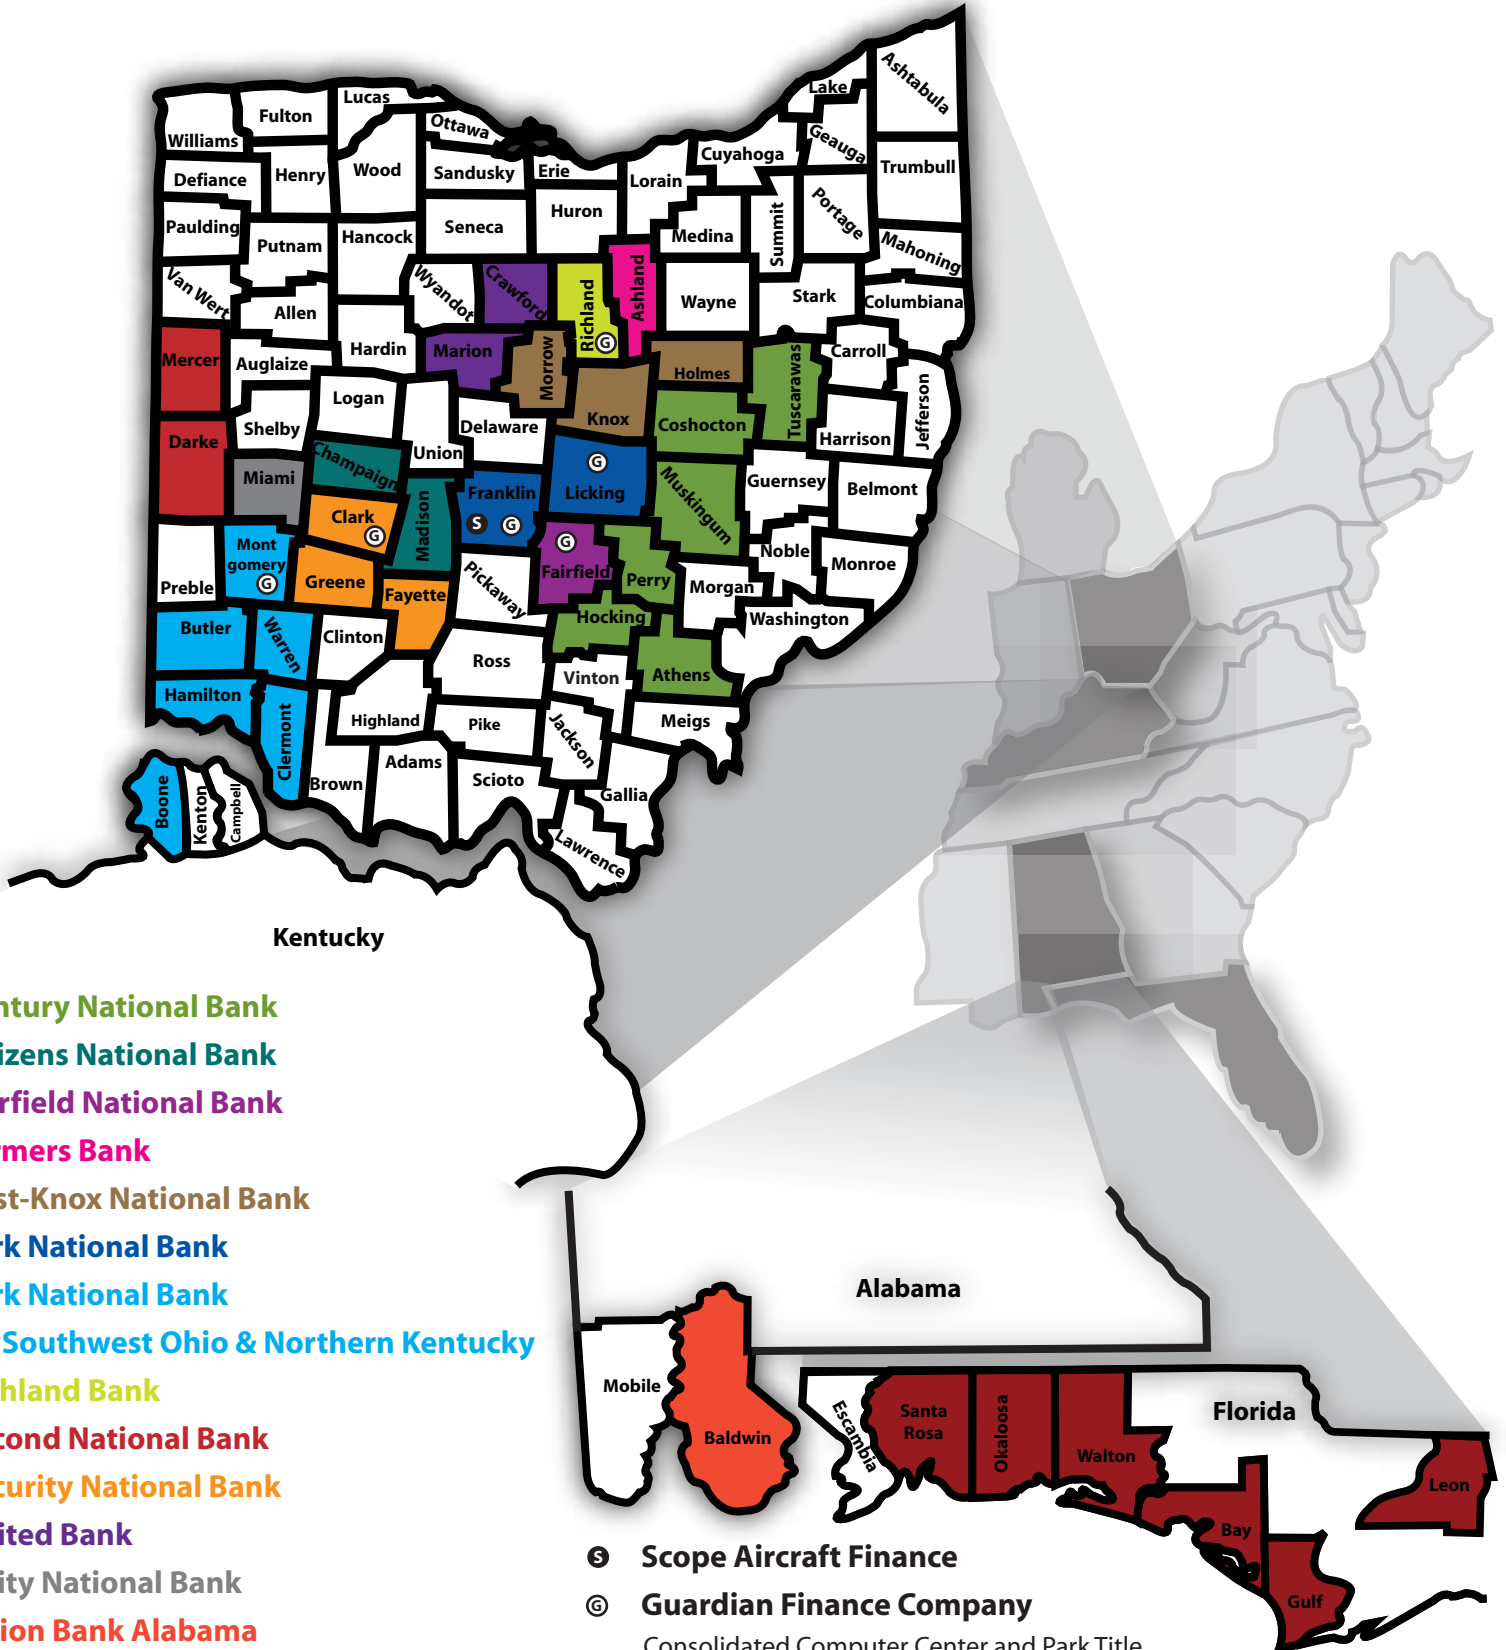 Ashtabula
Lake
Lucas
Fulton
Ottawa
Geauga
Williams
Cuyahoga
Trumbull
Wood
Erie
Henry
Sandusky
Defiance
Lorain
Huron
Portage
Paulding
Seneca
Summit
Hancock
Medina
Putnam
Mahoning
Van Wert
Wyandot
Crawford
Richland
G
Ashland
Wayne
Stark
Columbiana
Allen
Hardin
Marion
Morrow
Holmes
Tuscarawas
Carroll
Mercer
Auglaize
Jefferson
Logan
Knox
Coshocton
Harrison
Delaware
Shelby
Darke
Union
Champaign
Miami
Franklin
S G
G
Licking
Muskingum
Guernsey
Belmont
Clark
G
Madison
Mont
gomery
G
Noble
Monroe
Fairfield
G
Perry
Greene
Preble
Fayette
Pickaway
Morgan
Hocking
Washington
Butler
Warren
Clinton
Ross
Vinton
Athens
Hamilton
Highland
Pike
Jackson
Meigs
Clermont
Brown
Adams
Scioto
Gallia
Boone
Kenton
Campbell
Lawrence
Kentucky
ntury National Bank
izens National Bank
rfield National Bank
rmers Bank
st-Knox National Bank
rk National Bank
rk National Bank
Southwest Ohio & Northern Kentucky
hland Bank
cond National Bank
curity National Bank
ited Bank
ity National Bank
ion Bank Alabama
Alabama
Mobile
Baldwin
Escambia
Santa
Rosa
Okaloosa
Walton
Florida
Leon
Bay
Gulf
S Scope Aircraft Finance
G Guardian Finance Company
Consolidated Computer Center and Park Title